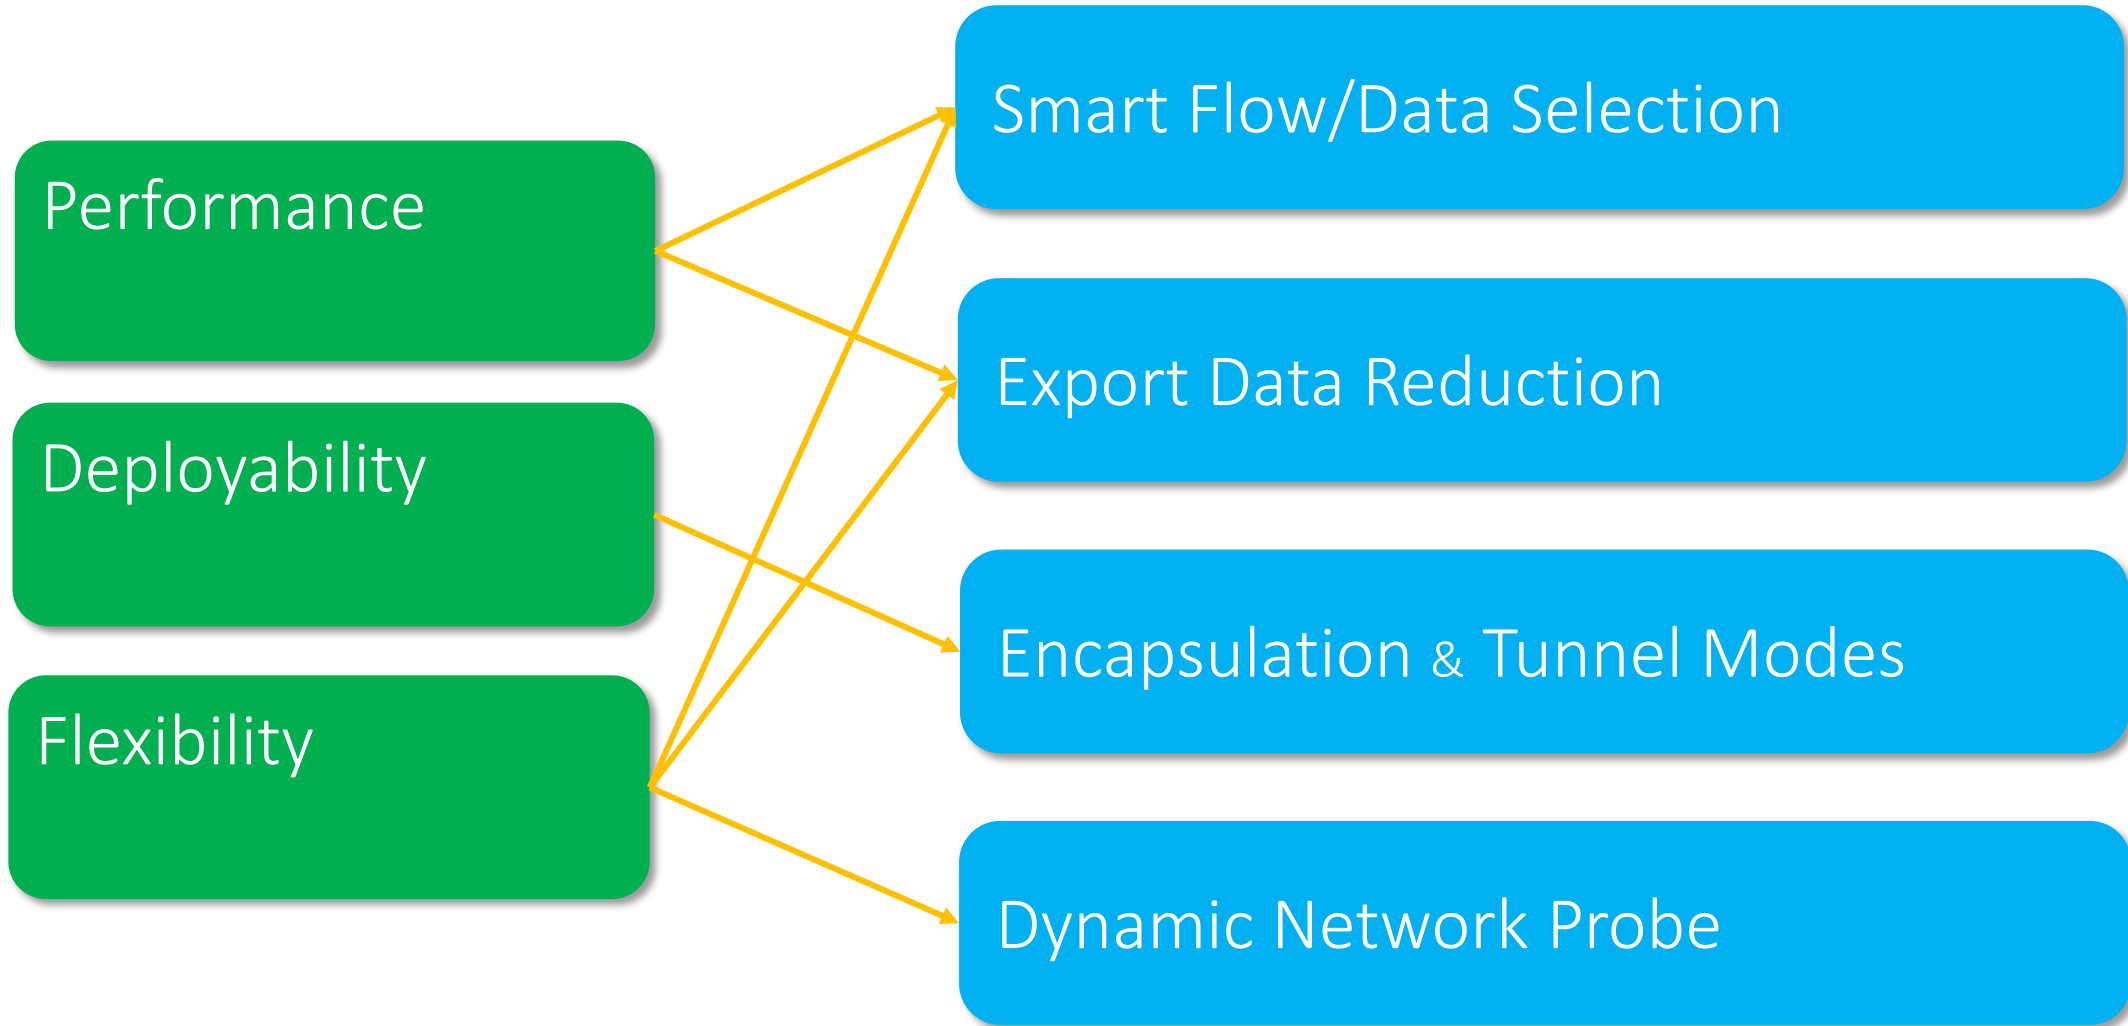 Performance
Deployability
Flexibility
Smart Flow/Data Selection
Export Data Reduction
Encapsulation & Tunnel Modes
Dynamic Network Probe